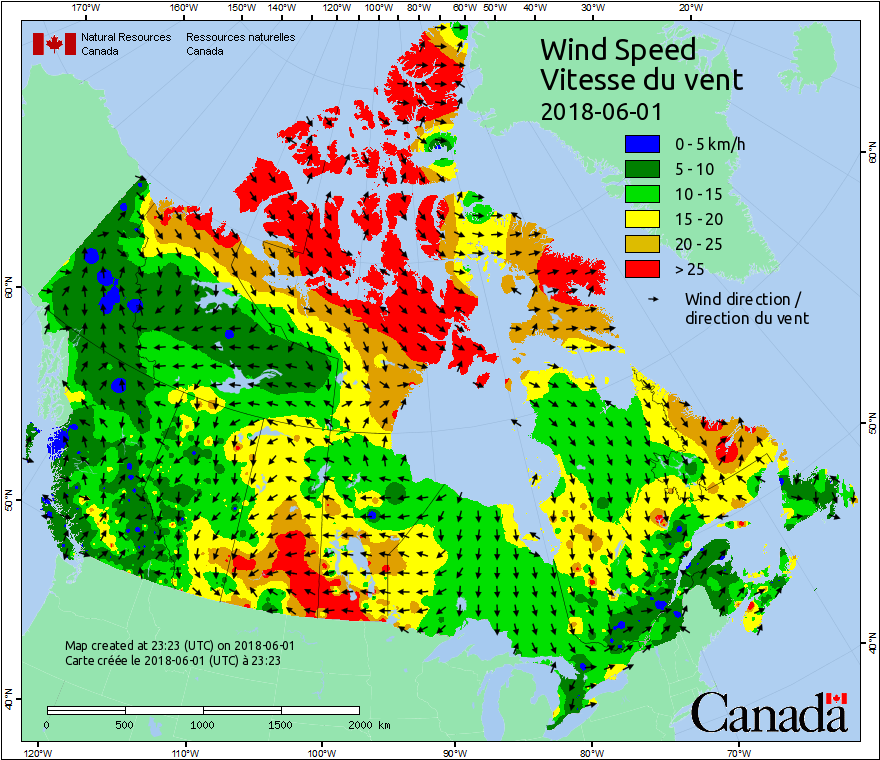 170°W 160°W 150°W 140°W 120°W 100°W 80°W 60°W 50°W 40°W 30°W 20°W
Natural Resources Ressources naturelles
Canada Canada
Wind Speed
Vitesse du vent
2018-06-01
0 - 5 km/h
5 - 10
10 - 15
15 - 20
20 - 25
> 25
Wind direction /
direction du vent
60°N
60°N
50°N
50°N
40°N
40°N
Map created at 23:23 (UTC) on 2018-06-01
Carte créée le 2018-06-01 (UTC) à 23:23
0 500 1000 1500 2000 km
Canada
120°W 110°W 100°W 90°W 80°W 70°W